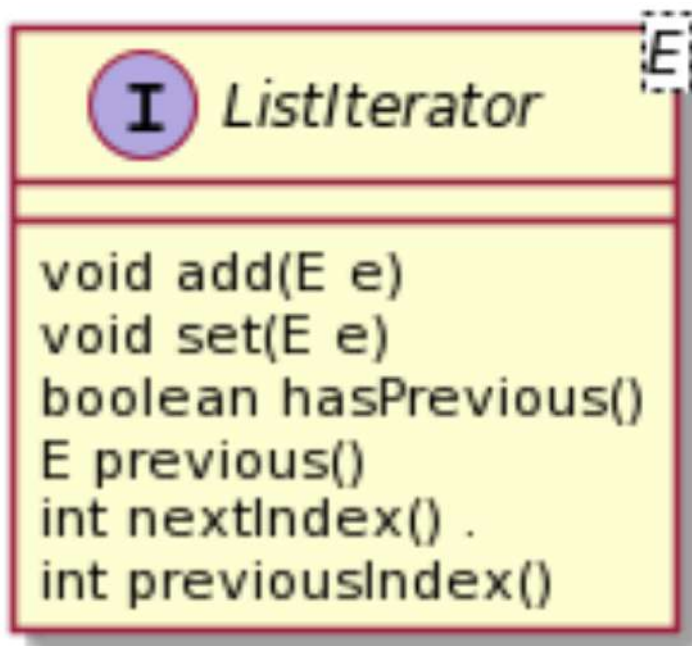 E
I ListIterator
void add(E e)
void set(E e)
boolean hasPrevious()
E previous()
int nextIndex() .
int previousIndex()